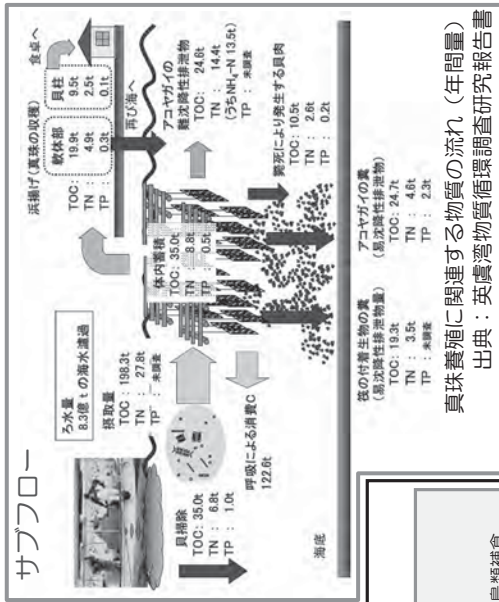 サブフロー
ろ水量
8.3億tの海水濾過
摂取量
TOC : 198.3t
TN : 27.8t
TP : 未調査
貝掃除
TOC: 35.0t
TN : 6.8t
TP : 1.0t
呼吸による消費C
122.6t
体内蓄積
TOC: 35.0t
TN : 8.8t
TP : 0.5t
浜揚げ(真珠の収穫)
食卓へ
軟体部
TOC: 19.9t
TN : 4.9t
TP : 0.3t
貝柱
9.5t
2.5t
0.1t
再び海へ
アコヤガイの
難沈降性排泄物
TOC: 24.6t
TN : 14.4t
(うちNH₄-N 13.5t)
TP : 未調査
斃死により発生する貝肉
TOC: 10.5t
TN : 2.6t
TP : 0.2t
筏の付着生物の糞
(易沈降性排泄物量)
TOC: 19.3t
TN : 3.5t
TP : 未調査
アコヤガイの糞
(易沈降性排泄物)
TOC: 24.7t
TN : 4.6t
TP : 2.3t
海底
真珠養殖に関連する物質の流れ(年間量)
出典:英虞湾物質循環調査研究報告書
鳥類捕食